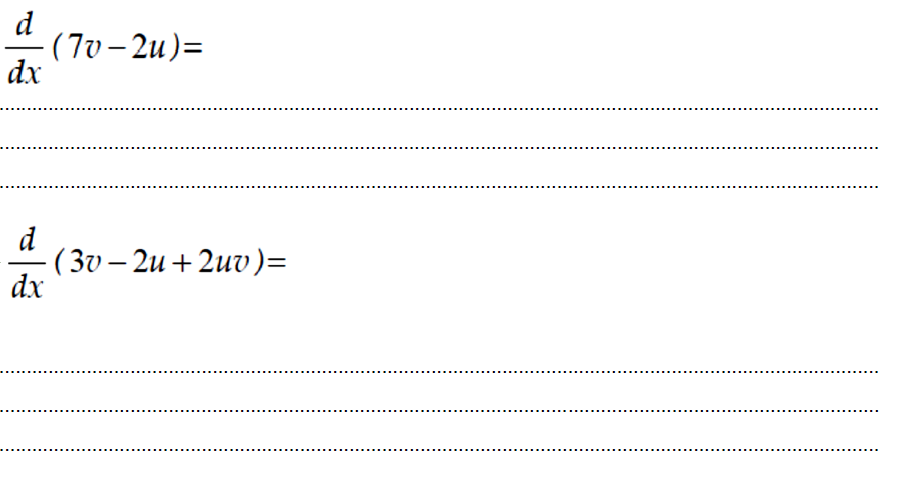 d/dx (7v – 2u)=
d/dx (3v – 2u + 2uv)=